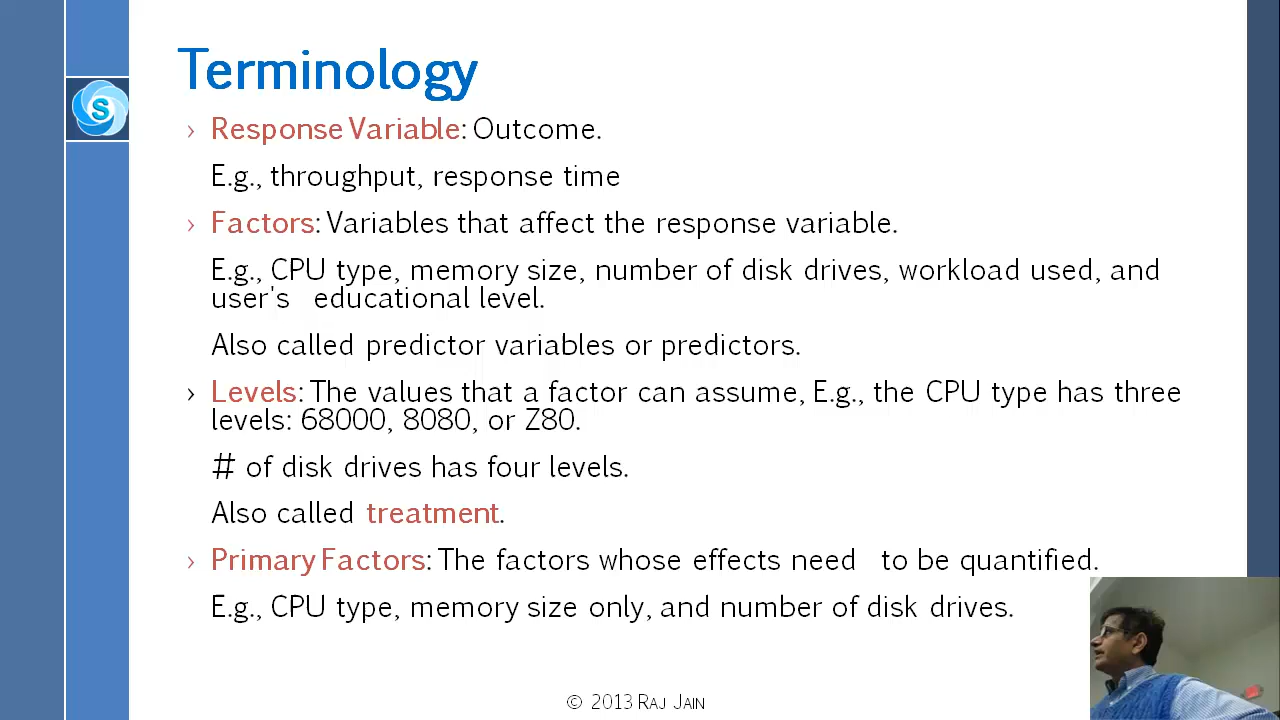 Terminology
S
› Response Variable: Outcome.
E.g., throughput, response time
› Factors: Variables that affect the response variable.
E.g., CPU type, memory size, number of disk drives, workload used, and
user's educational level.
Also called predictor variables or predictors.
› Levels: The values that a factor can assume, E.g., the CPU type has three
levels: 68000, 8080, or Z80.
# of disk drives has four levels.
Also called treatment.
› Primary Factors: The factors whose effects need to be quantified.
E.g., CPU type, memory size only, and number of disk drives.
© 2013 RAJ JAIN